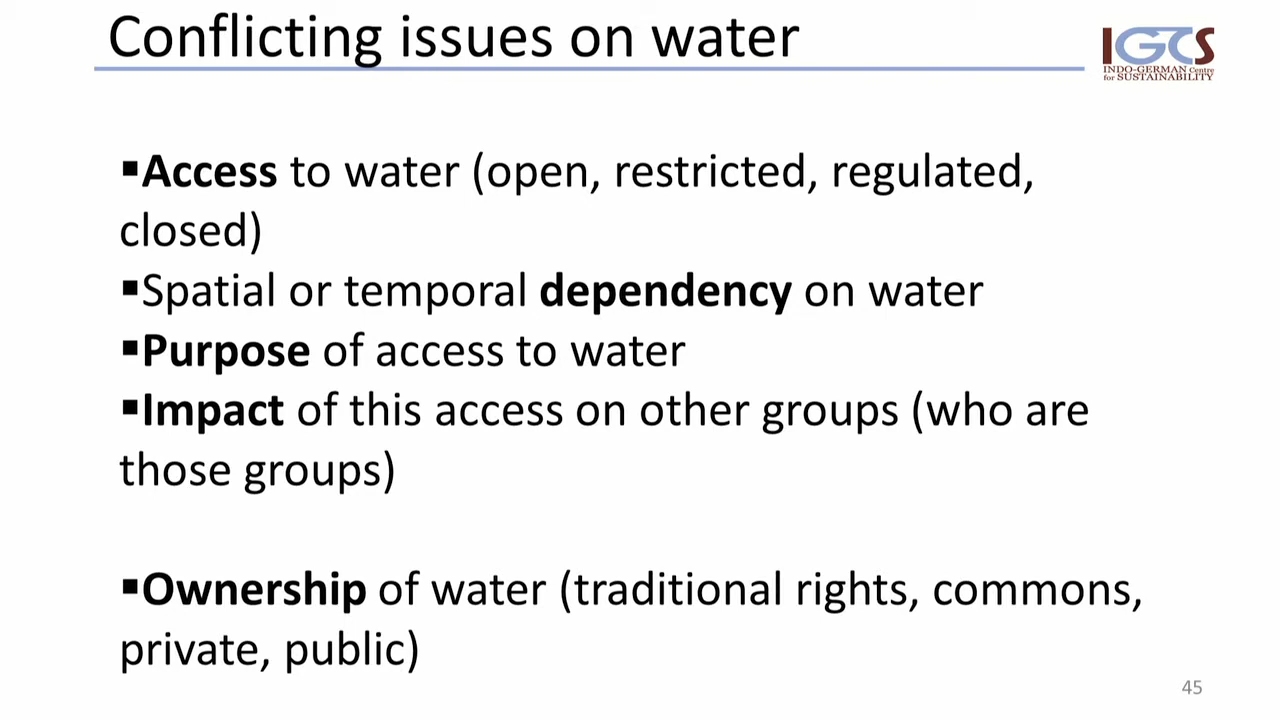 Conflicting issues on water
IGCS
INDO-GERMAN Centre
for SUSTAINABILITY
▪Access to water (open, restricted, regulated,
closed)
▪Spatial or temporal dependency on water
▪Purpose of access to water
▪Impact of this access on other groups (who are
those groups)
▪Ownership of water (traditional rights, commons,
private, public)
45